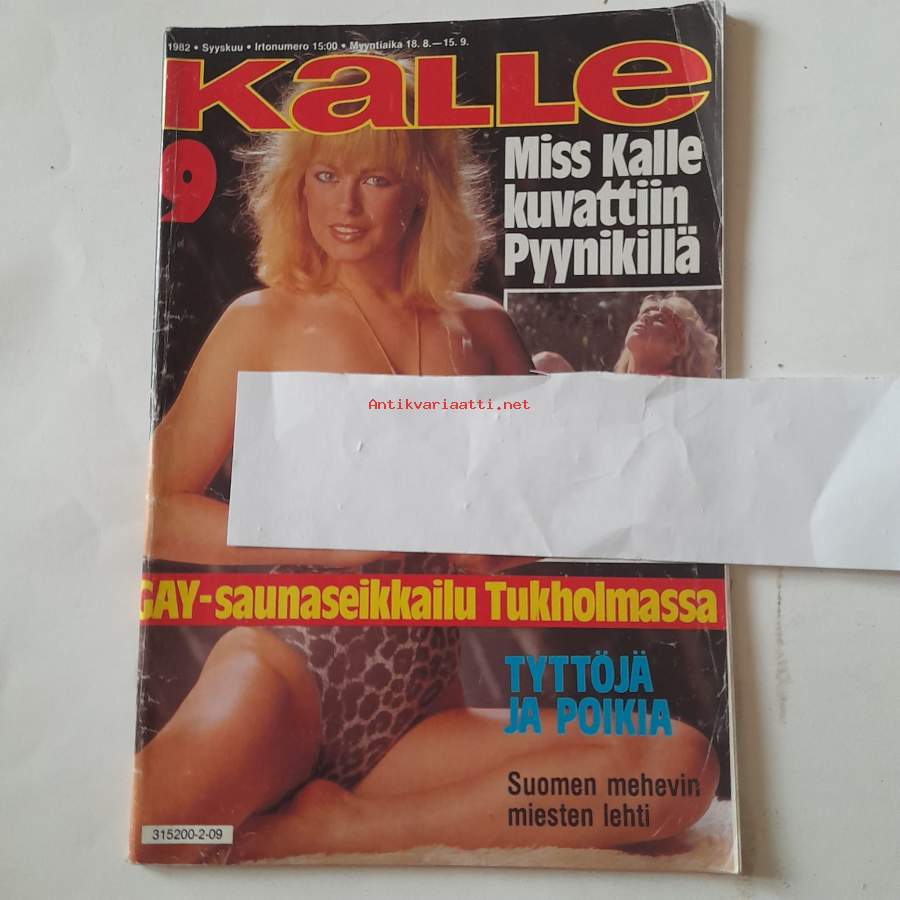 1982 • Syyskuu • Irtonumero 15:00 • Myyntiaika 18.8.—15.9.
Kalle
9
Miss Kalle
kuvattiin
Pyynikillä
Antikvariaatti.net
GAY-saunaseikkailu Tukholmassa
TYTTÖJÄ
JA POIKIA
Suomen mehevin
miesten lehti
315200-2-09